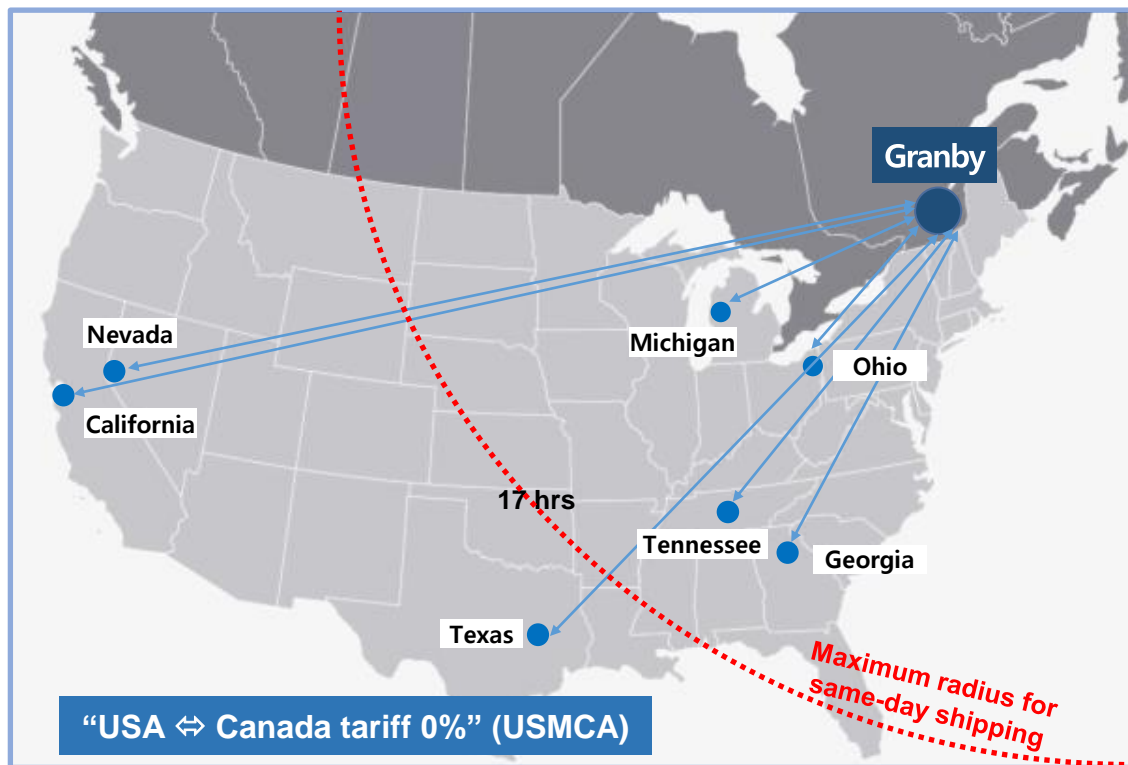 Granby
Nevada
Michigan
Ohio
California
17 hrs
Tennessee
Georgia
Texas
Maximum radius for
same-day shipping
“USA ⬄ Canada tariff 0%” (USMCA)